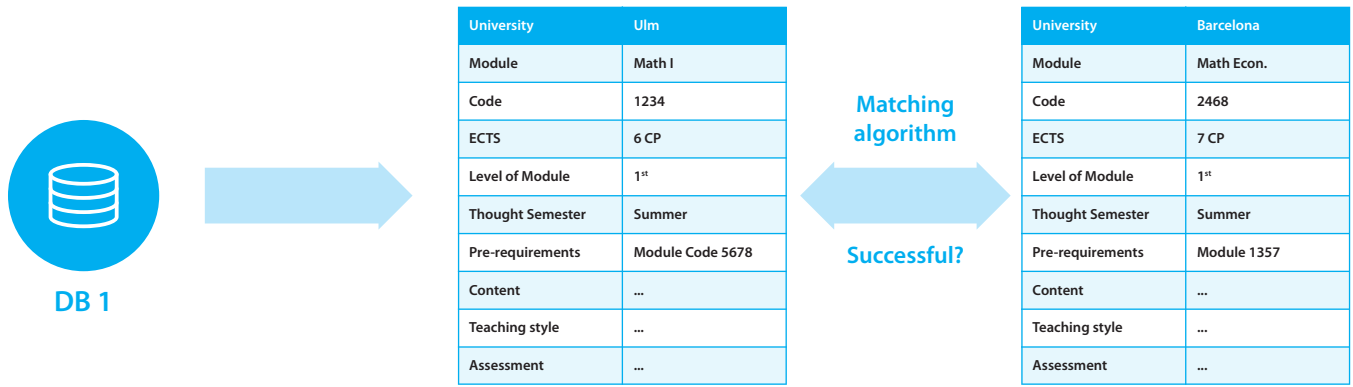 DB 1
University Ulm
Module Math I
Code 1234
ECTS 6 CP
Level of Module 1st
Thought Semester Summer
Pre-requirements Module Code 5678
Content ...
Teaching style ...
Assessment ...
Matching
algorithm
Successful?
University Barcelona
Module Math Econ.
Code 2468
ECTS 7 CP
Level of Module 1st
Thought Semester Summer
Pre-requirements Module 1357
Content ...
Teaching style ...
Assessment ...